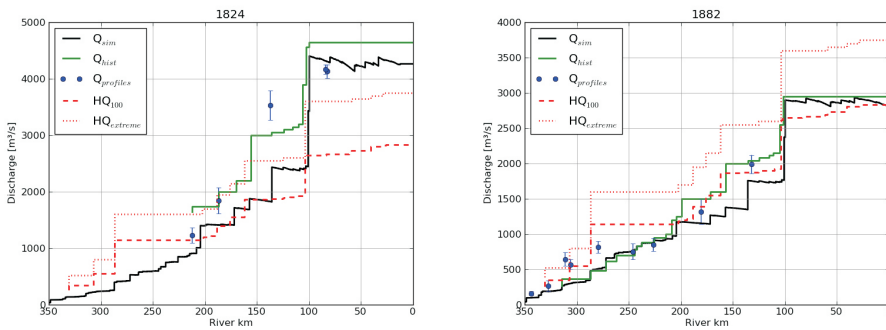 1824
Discharge [m³/s]
5000
4000
3000
2000
1000
0
Q_sim
Q_hist
Q_profiles
HQ_100
HQ_extreme
350 300 250 200 150 100 50 0
River km
1882
Discharge [m³/s]
4000
3500
3000
2500
2000
1500
1000
500
0
Q_sim
Q_hist
Q_profiles
HQ_100
HQ_extreme
350 300 250 200 150 100 50 0
River km